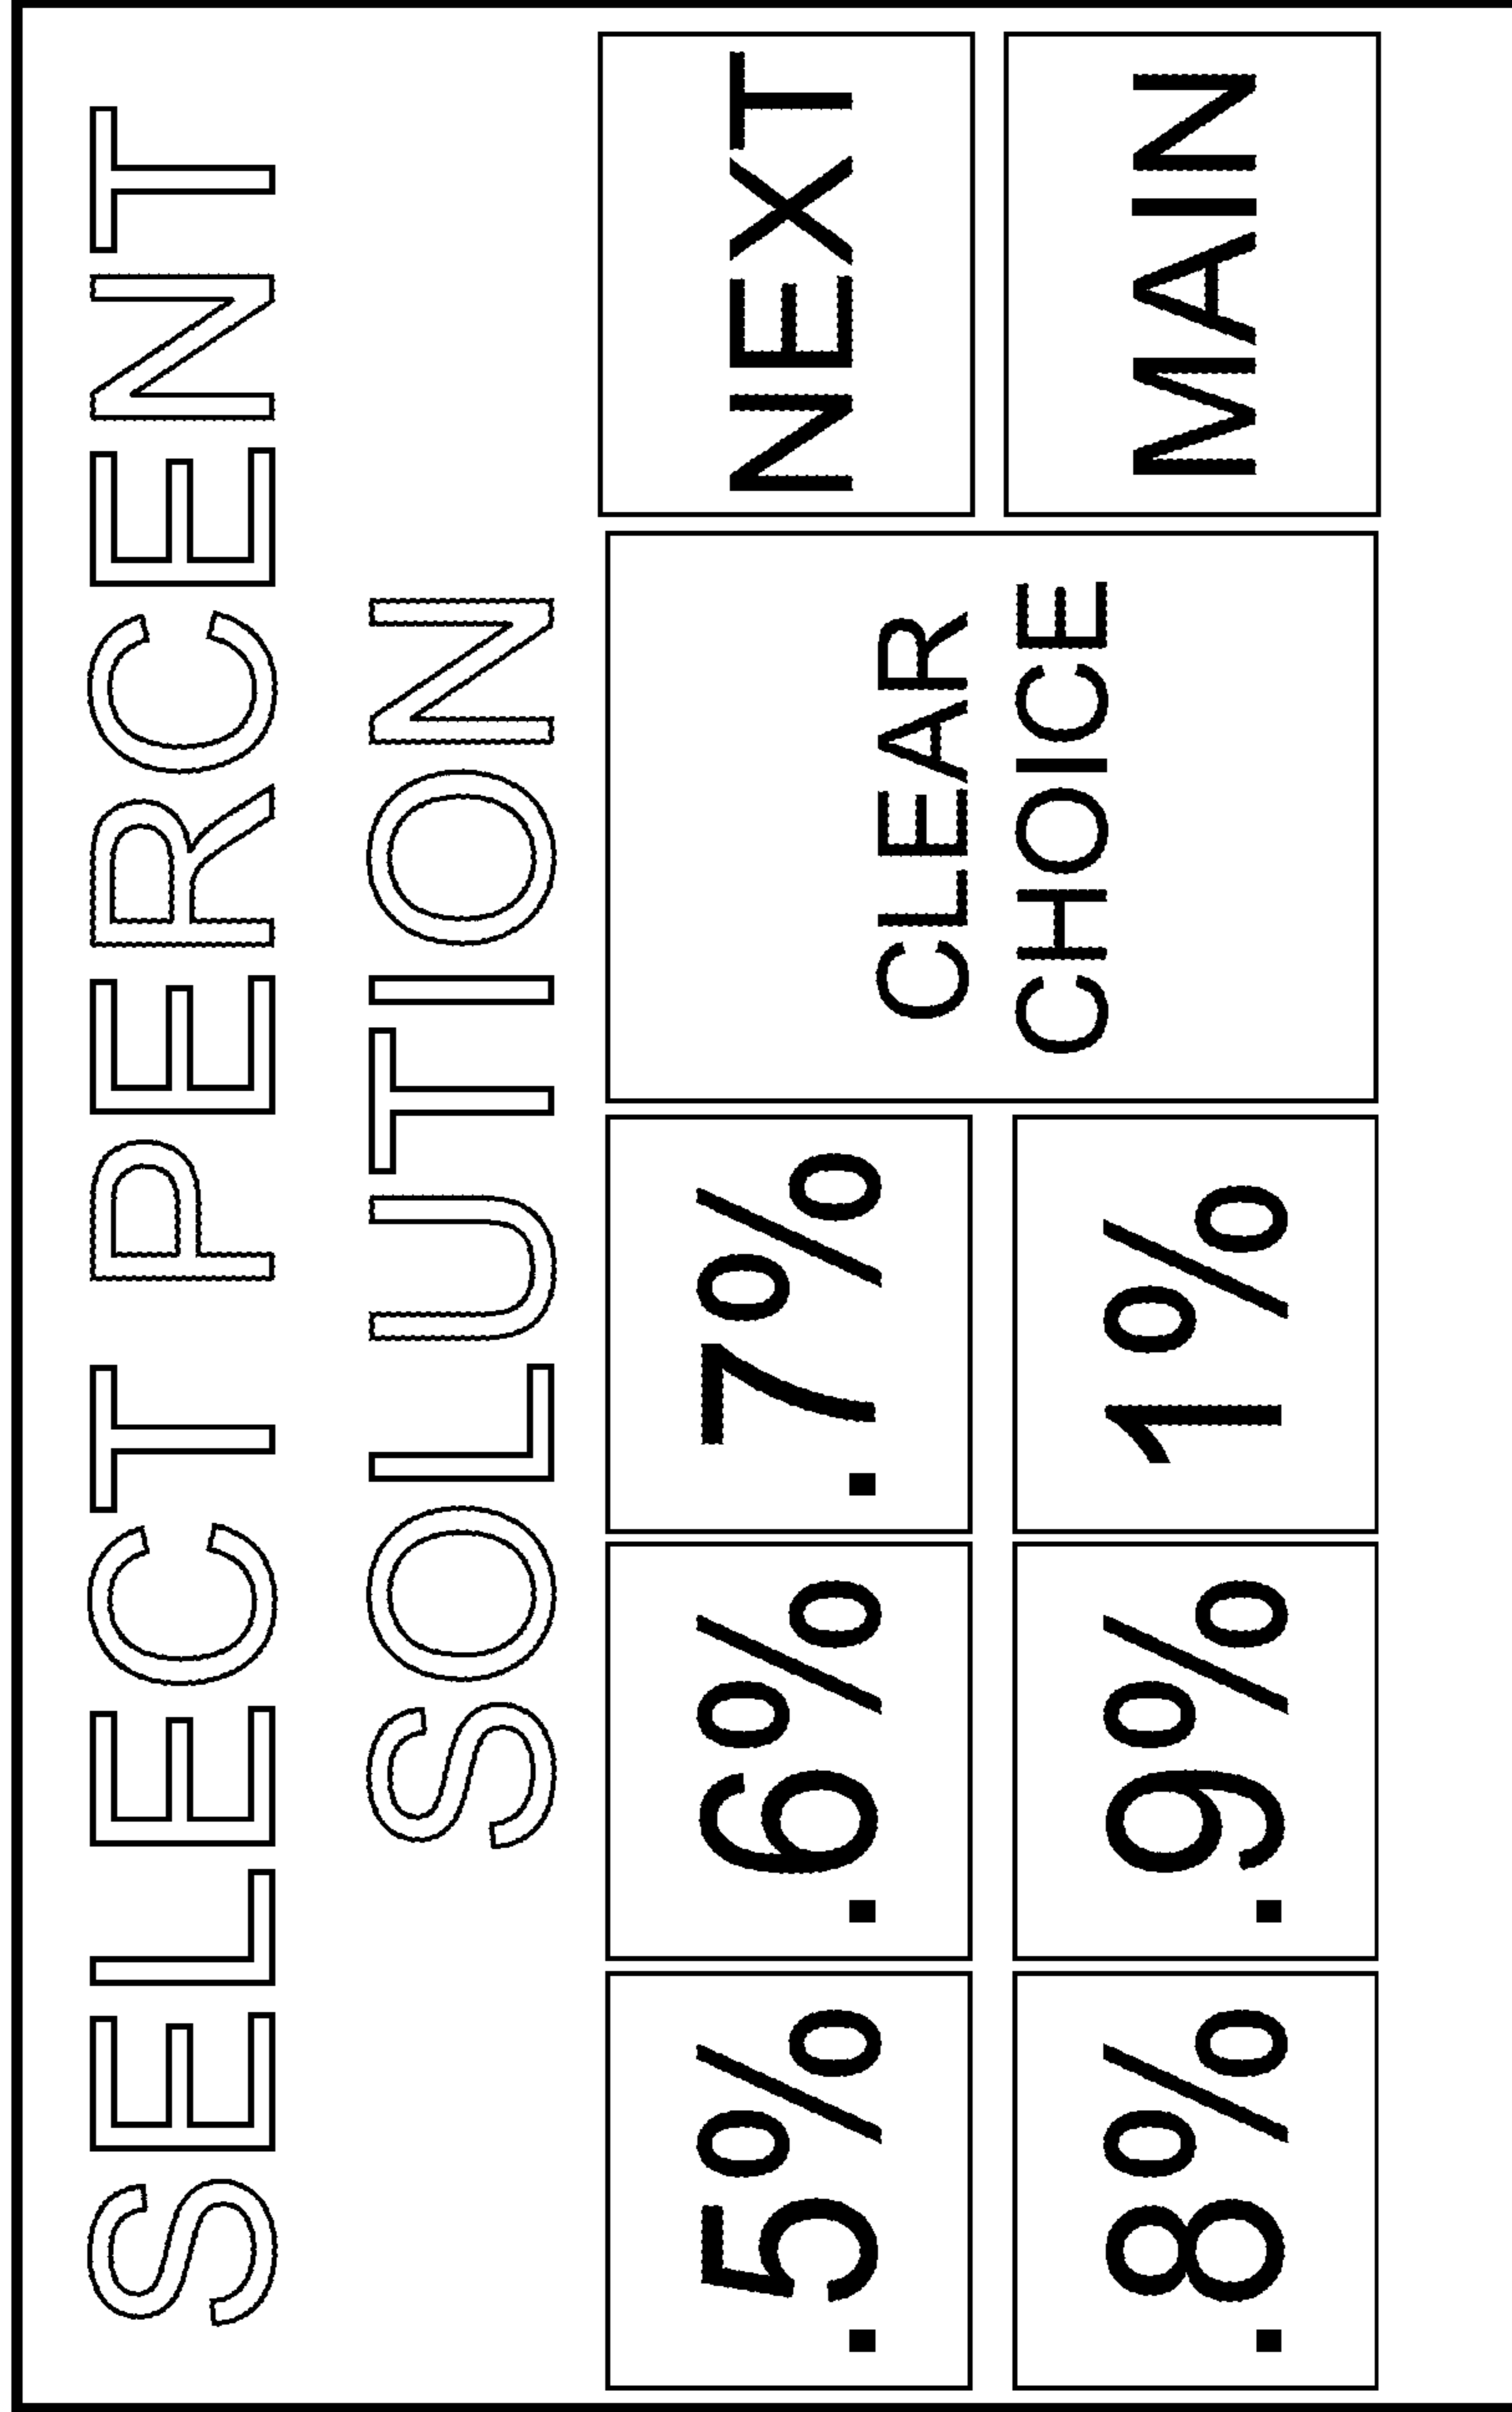 SELECT PERCENT
SOLUTION
.5% .6% .7% CLEAR CHOICE NEXT
.8% .9% 1% MAIN